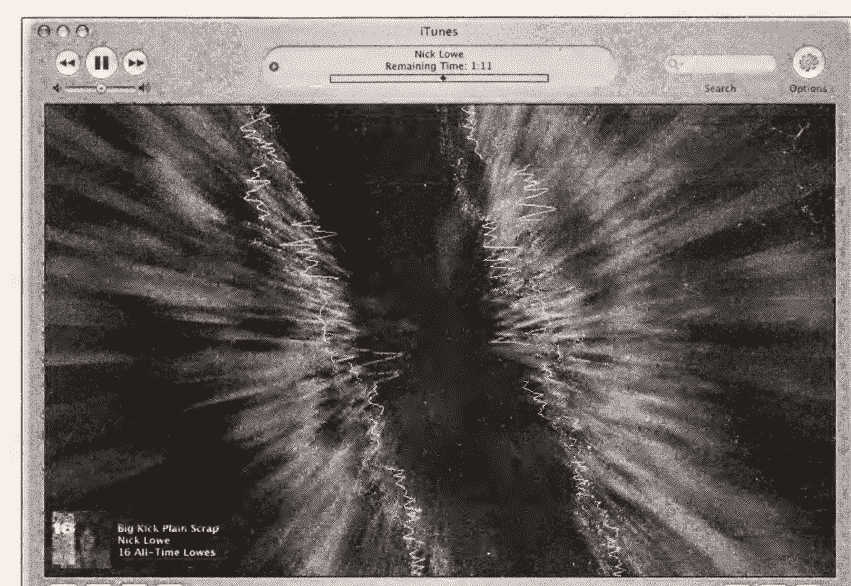 iTunes
Nick Lowe
Remaining Time: 1:11
Search
Options
16
Big Kick Plain Scrap
Nick Lowe
16 All-Time Lowes